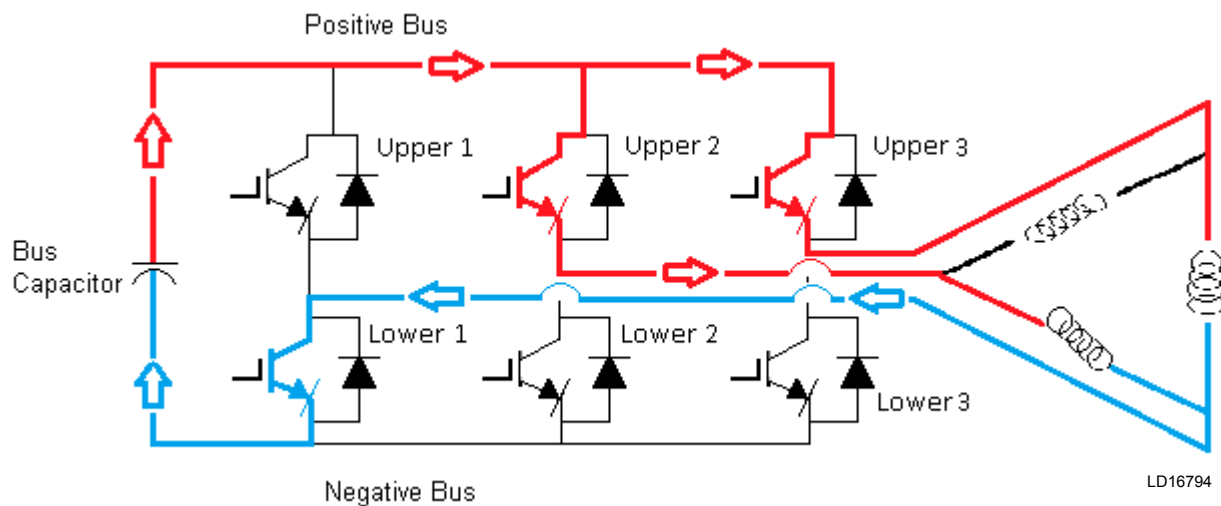 Positive Bus
Upper 1
Upper 2
Upper 3
Bus
Capacitor
Lower 1
Lower 2
Lower 3
Negative Bus
LD16794